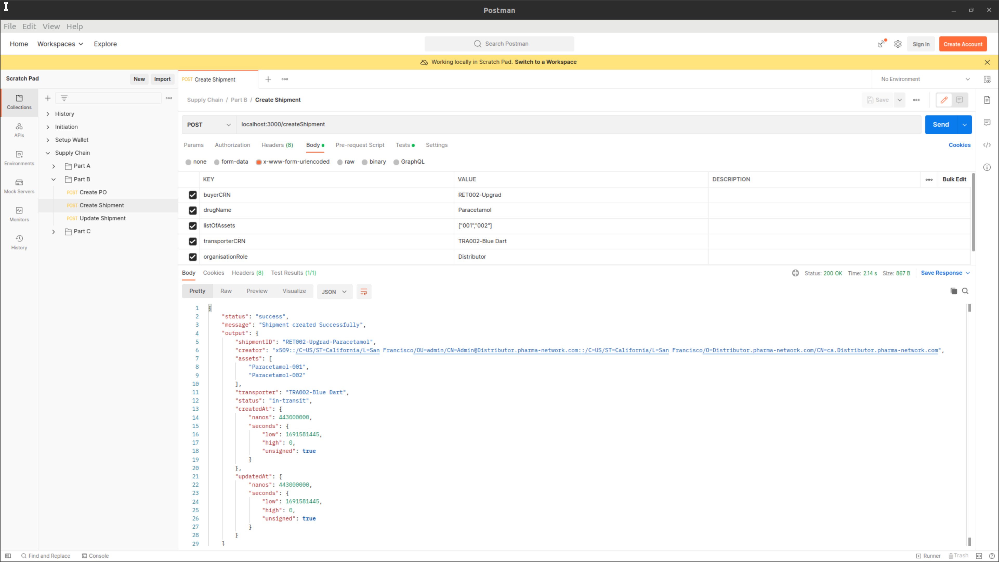 Postman
File Edit View Help
Home Workspaces Explore Search Postman Sign In Create Account
Working locally in Scratch Pad. Switch to a Workspace
Scratch Pad New Import POST Create Shipment No Environment
Supply Chain / Part B / Create Shipment Save
Collections
APIs
Environments
Mock Servers
Monitors
History
History
Initiation
Setup Wallet
Supply Chain
Part A
Part B
POST Create PO
POST Create Shipment
POST Update Shipment
Part C
POST localhost:3000/createShipment Send
Params Authorization Headers (8) Body Pre-request Script Tests Settings Cookies
none form-data x-www-form-urlencoded raw binary GraphQL
KEY VALUE DESCRIPTION Bulk Edit
buyerCRN RET002-Upgrad
drugName Paracetamol
listOfAssets ["001","002"]
transporterCRN TRA002-Blue Dart
organisationRole Distributor
Body Cookies Headers (8) Test Results (1/1) Status: 200 OK Time: 2.14 s Size: 867 B Save Response
Pretty Raw Preview Visualize JSON
1 {
2 "status": "success",
3 "message": "Shipment created Successfully",
4 "output": {
5 "shipmentID": "RET002-Upgrad-Paracetamol",
6 "creator": "x509::/C=US/ST=California/L=San Francisco/OU=admin/CN=Admin@Distributor.pharma-network.com::/C=US/ST=California/L=San Francisco/O=Distributor.pharma-network.com/CN=ca.Distributor.pharma-network.com",
7 "assets": [
8 "Paracetamol-001",
9 "Paracetamol-002"
10 ],
11 "transporter": "TRA002-Blue Dart",
12 "status": "in-transit",
13 "createdAt": {
14 "nanos": 443000000,
15 "seconds": {
16 "low": 1691581445,
17 "high": 0,
18 "unsigned": true
19 }
20 },
21 "updatedAt": {
22 "nanos": 443000000,
23 "seconds": {
24 "low": 1691581445,
25 "high": 0,
26 "unsigned": true
27 }
28 }
29 }
Find and Replace Console Runner Trash